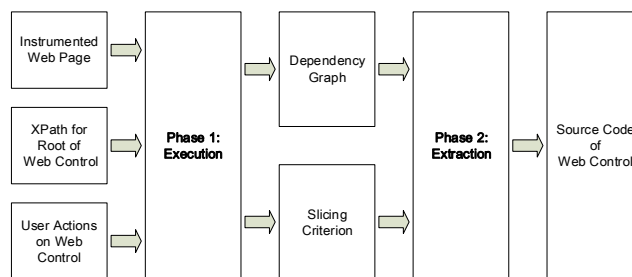 Instrumented
Web Page
XPath for
Root of
Web Control
User Actions
on Web
Control
Phase 1:
Execution
Dependency
Graph
Slicing
Criterion
Phase 2:
Extraction
Source Code
of
Web Control